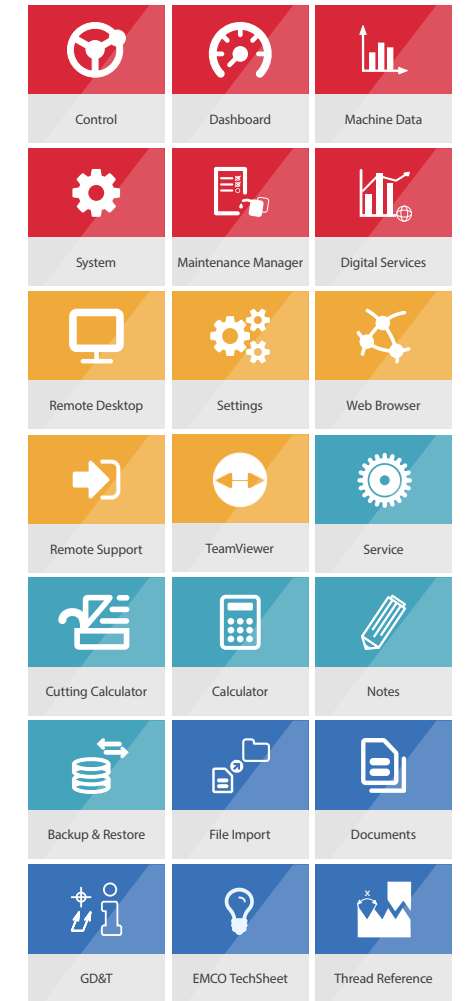 Control
Dashboard
Machine Data
System
Maintenance Manager
Digital Services
Remote Desktop
Settings
Web Browser
Remote Support
TeamViewer
Service
Cutting Calculator
Calculator
Notes
Backup & Restore
File Import
Documents
x
GD&T
EMCO TechSheet
Thread Reference